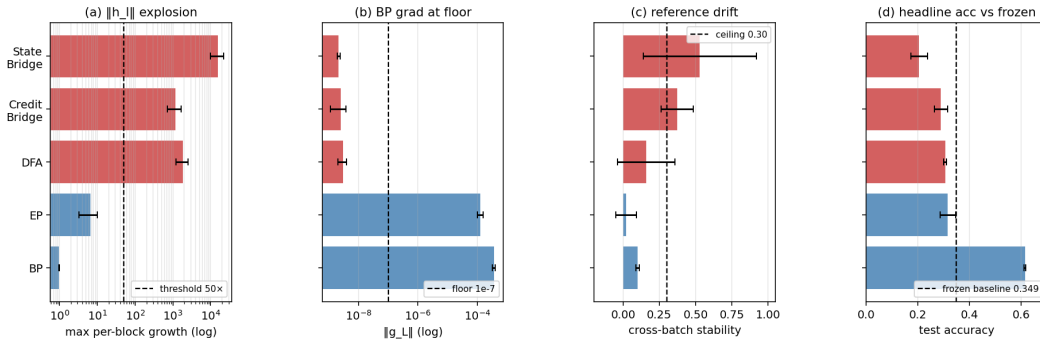 (a) ‖h_l‖ explosion
State
Bridge
Credit
Bridge
DFA
EP
BP
threshold 50×
10⁰ 10¹ 10² 10³ 10⁴
max per-block growth (log)
(b) BP grad at floor
floor 1e-7
10⁻⁸ 10⁻⁶ 10⁻⁴
‖g_L‖ (log)
(c) reference drift
ceiling 0.30
0.00 0.25 0.50 0.75 1.00
cross-batch stability
(d) headline acc vs frozen
frozen baseline 0.349
0.0 0.2 0.4 0.6
test accuracy